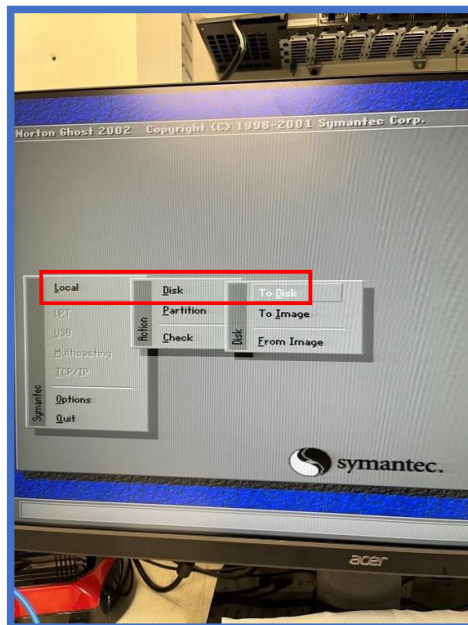 Norton Ghost 2002 Copyright (C) 1998-2001 Symantec Corp.
Local
LPT
USB
Multicasting
TCP/IP
Options
Quit
Symantec
Disk
Partition
Check
Action
To Disk
To Image
From Image
Disk
symantec.
acer